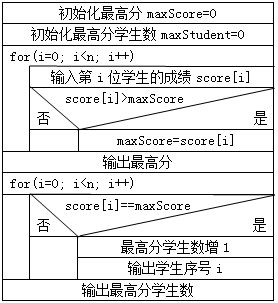 初始化最高分 maxScore=0
初始化最高分学生数 maxStudent=0
for(i=0; i<n; i++)
输入第 i 位学生的成绩 score[i]
score[i]>maxScore
否
是
maxScore=score[i]
输出最高分
for(i=0; i<n; i++)
score[i]==maxScore
否
是
最高分学生数增 1
输出学生序号 i
输出最高分学生数